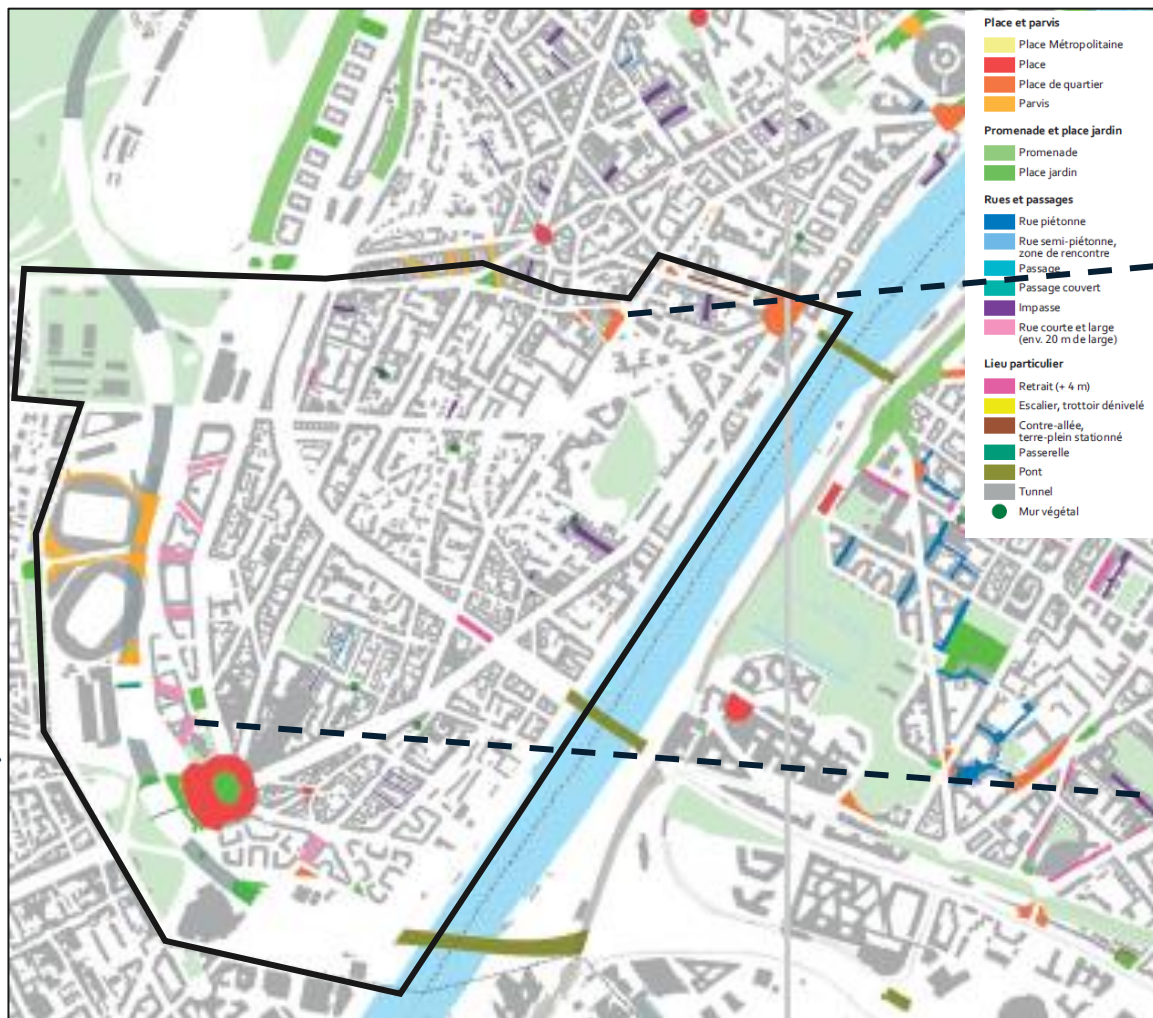 Place et parvis
Place Métropolitaine
Place
Place de quartier
Parvis
Promenade et place jardin
Promenade
Place jardin
Rues et passages
Rue piétonne
Rue semi-piétonne,
zone de rencontre
Passage
Passage couvert
Impasse
Rue courte et large
(env. 20 m de large)
Lieu particulier
Retrait (+ 4 m)
Escalier, trottoir dénivelé
Contre-allée,
terre-plein stationné
Passerelle
Pont
Tunnel
Mur végétal